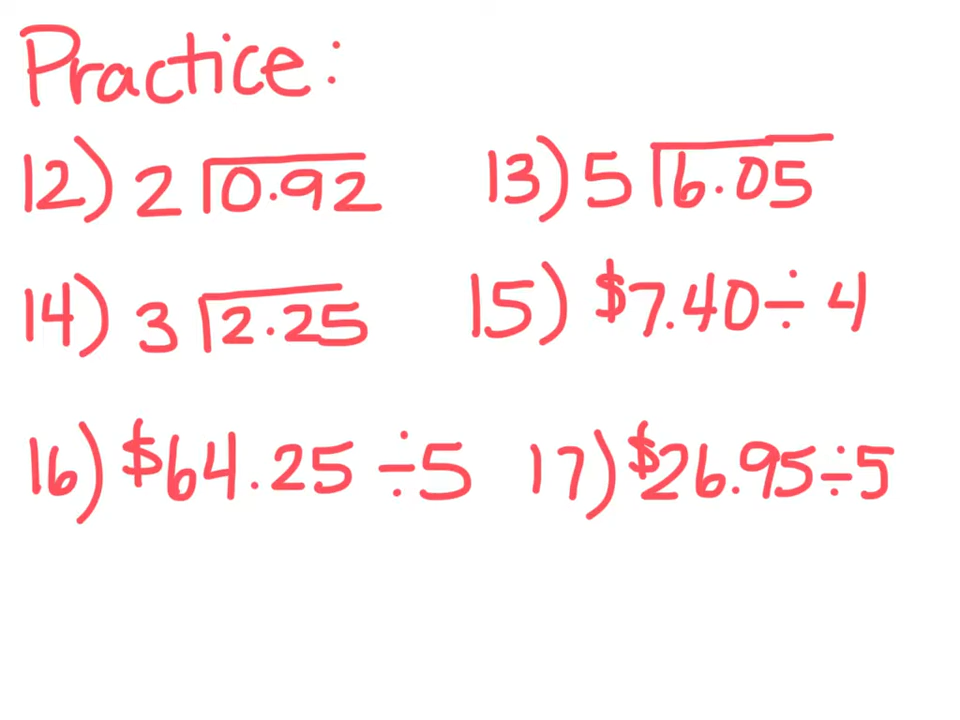 Practice:
12) 2 ⟌0.92 13) 5 ⟌6.05
14) 3 ⟌2.25 15) $7.40 ÷ 4
16) $64.25 ÷5 17) $26.95÷5